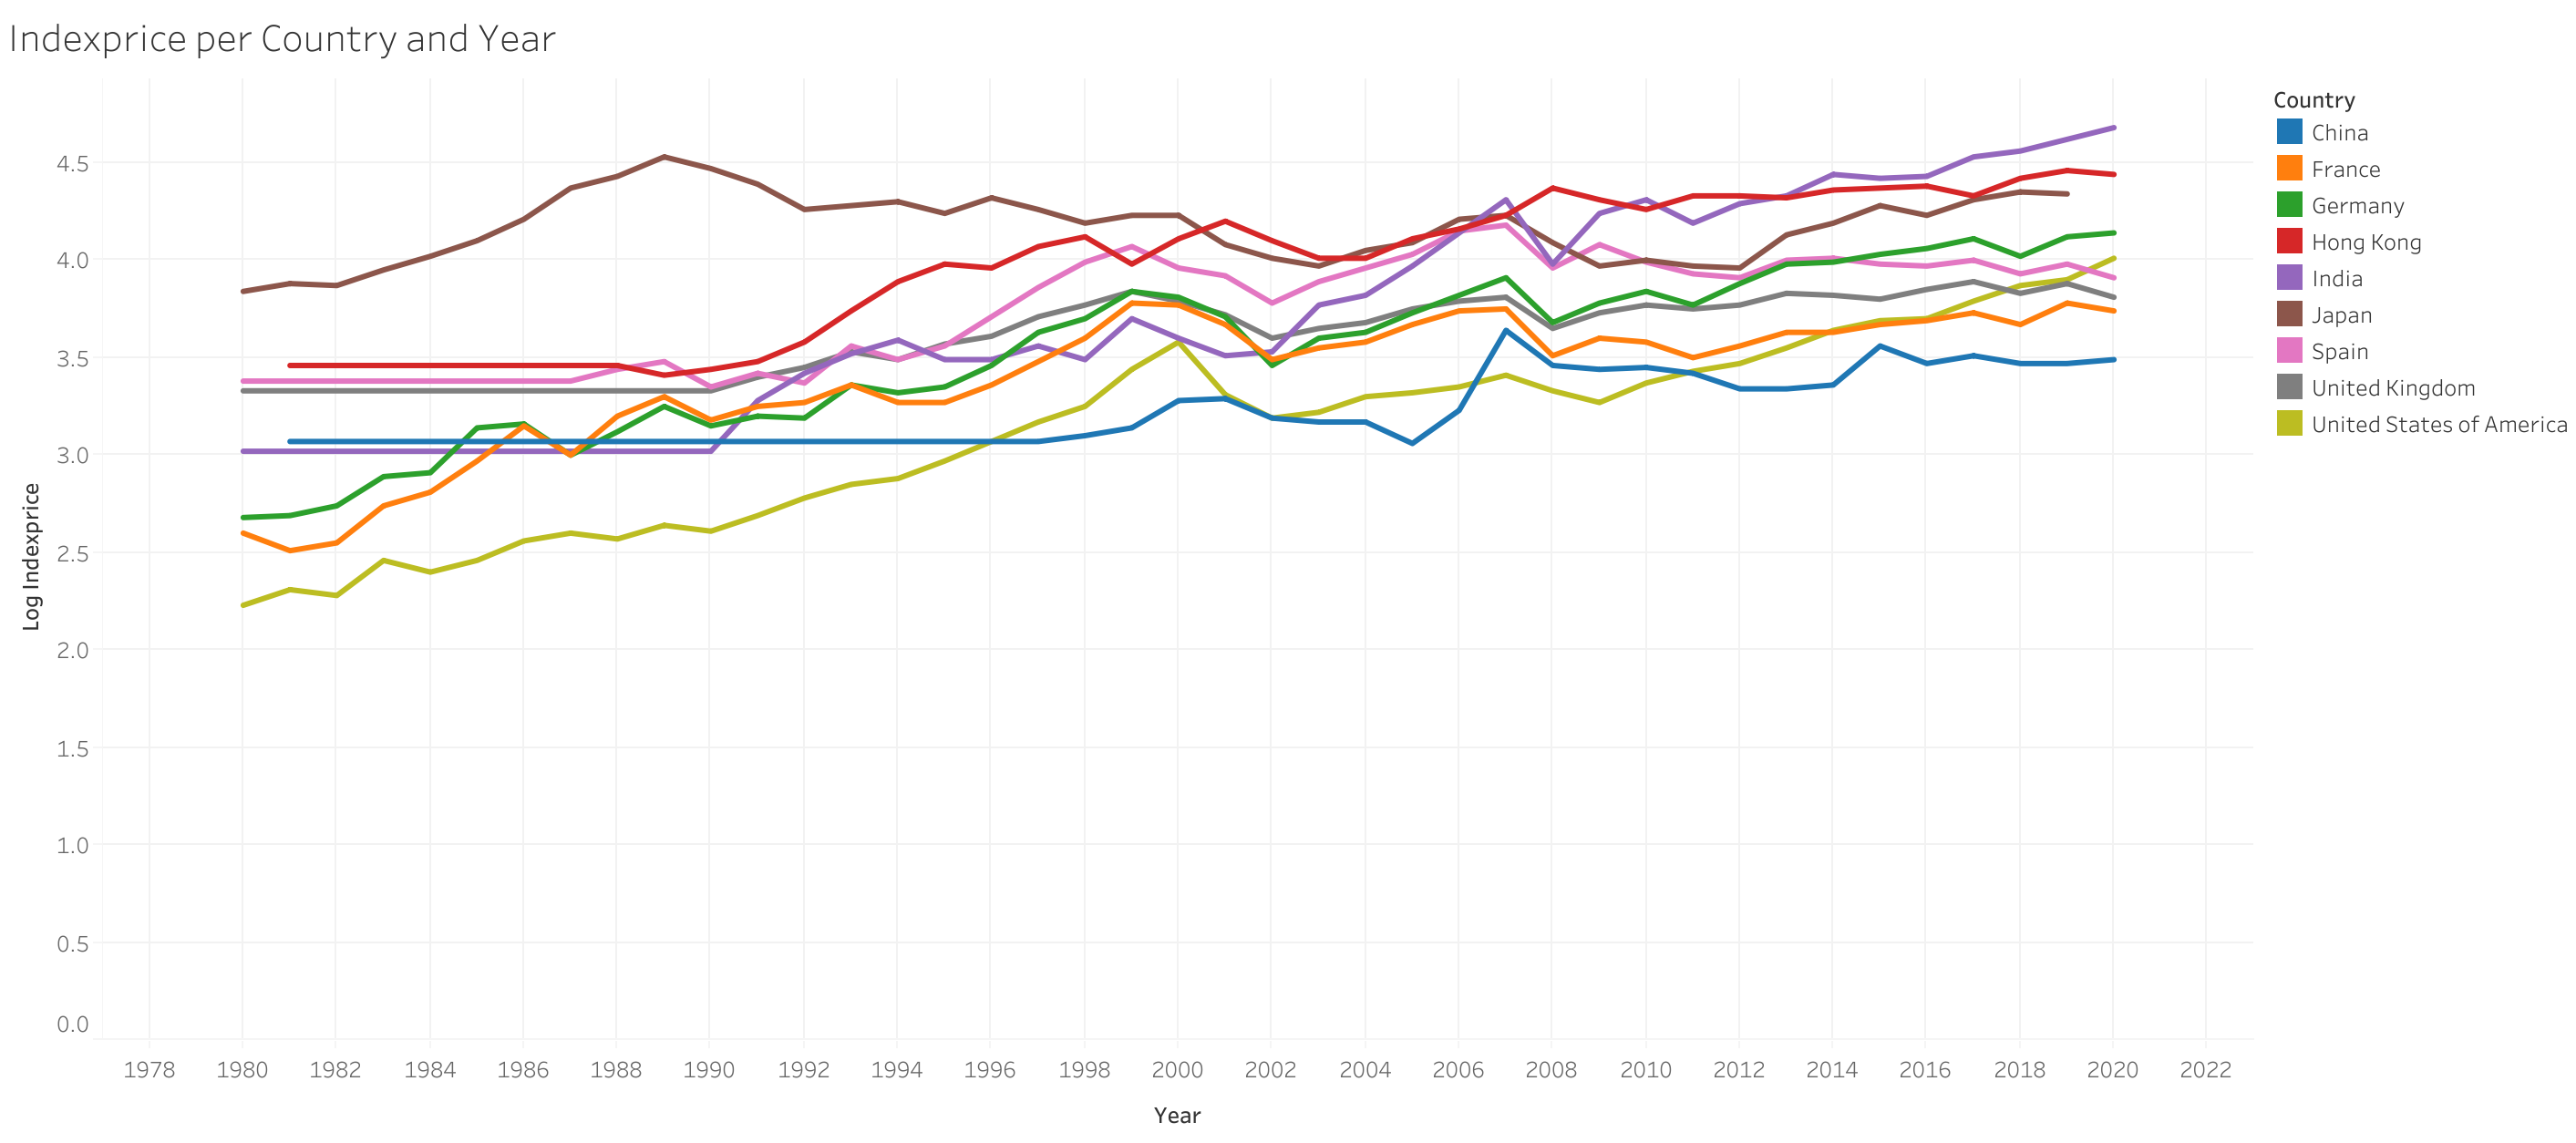 Indexprice per Country and Year
Log Indexprice
4.5
4.0
3.5
3.0
2.5
2.0
1.5
1.0
0.5
0.0
1978 1980 1982 1984 1986 1988 1990 1992 1994 1996 1998 2000 2002 2004 2006 2008 2010 2012 2014 2016 2018 2020 2022
Year
Country
China
France
Germany
Hong Kong
India
Japan
Spain
United Kingdom
United States of America